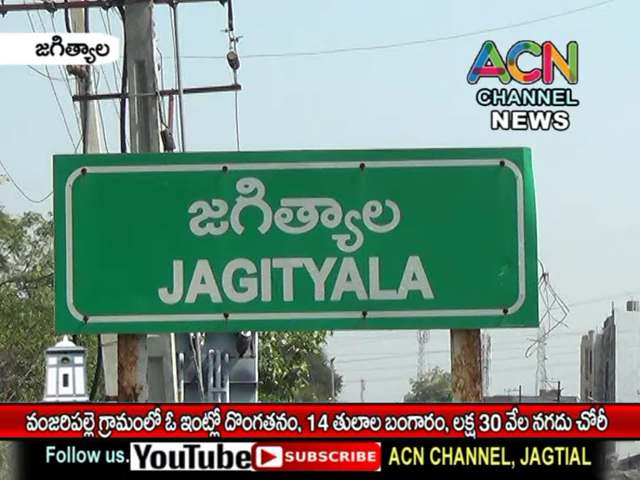 జగిత్యాల
ACN
CHANNEL
NEWS
జగిత్యాల
JAGITYALA
వంజరిపల్లె గ్రామంలో ఓ ఇంట్లో దొంగతనం, 14 తులాల బంగారం, లక్ష 30 వేల నగదు చోరీ
Follow us. YouTube SUBSCRIBE ACN CHANNEL, JAGTIAL